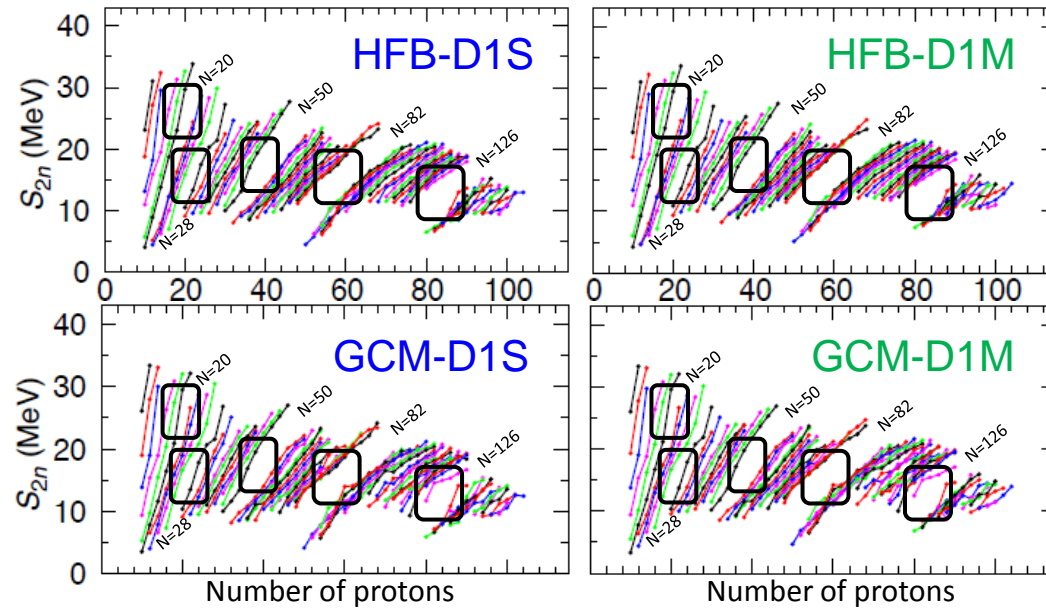 HFB-D1S
S2n (MeV)
40
30
20
10
0
N=20
N=28
N=50
N=82
N=126
0 20 40 60 80 100
HFB-D1M
N=20
N=28
N=50
N=82
N=126
0 20 40 60 80 100
GCM-D1S
S2n (MeV)
40
30
20
10
0
N=20
N=28
N=50
N=82
N=126
Number of protons
GCM-D1M
N=20
N=28
N=50
N=82
N=126
Number of protons